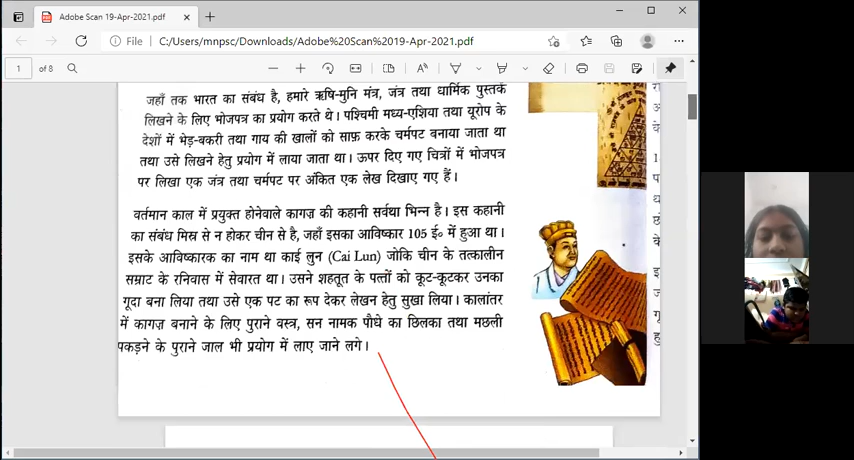 Adobe Scan 19-Apr-2021.pdf
File
C:/Users/mnpsc/Downloads/Adobe%20Scan%2019-Apr-2021.pdf
1 of 8
जहाँ तक भारत का संबंध है, हमारे ऋषि-मुनि मंत्र, जंत्र तथा धार्मिक पुस्तकें
लिखने के लिए भोजपत्र का प्रयोग करते थे। पश्चिमी मध्य-एशिया तथा यूरोप के
देशों में भेड़-बकरी तथा गाय की खालों को साफ़ करके चर्मपट बनाया जाता था
तथा उसे लिखने हेतु प्रयोग में लाया जाता था। ऊपर दिए गए चित्रों में भोजपत्र
पर लिखा एक जंत्र तथा चर्मपट पर अंकित एक लेख दिखाए गए हैं।
वर्तमान काल में प्रयुक्त होनेवाले कागज़ की कहानी सर्वथा भिन्न है। इस कहानी
का संबंध मिस्र से न होकर चीन से है, जहाँ इसका आविष्कार 105 ई० में हुआ था।
इसके आविष्कारक का नाम था काई लुन (Cai Lun) जोकि चीन के तत्कालीन
सम्राट के रनिवास में सेवारत था। उसने शहतूत के पत्तों को कूट-कूटकर उनका
गूदा बना लिया तथा उसे एक पट का रूप देकर लेखन हेतु सुखा लिया। कालांतर
में कागज़ बनाने के लिए पुराने वस्त्र, सन नामक पौधे का छिलका तथा मछली
पकड़ने के पुराने जाल भी प्रयोग में लाए जाने लगे।